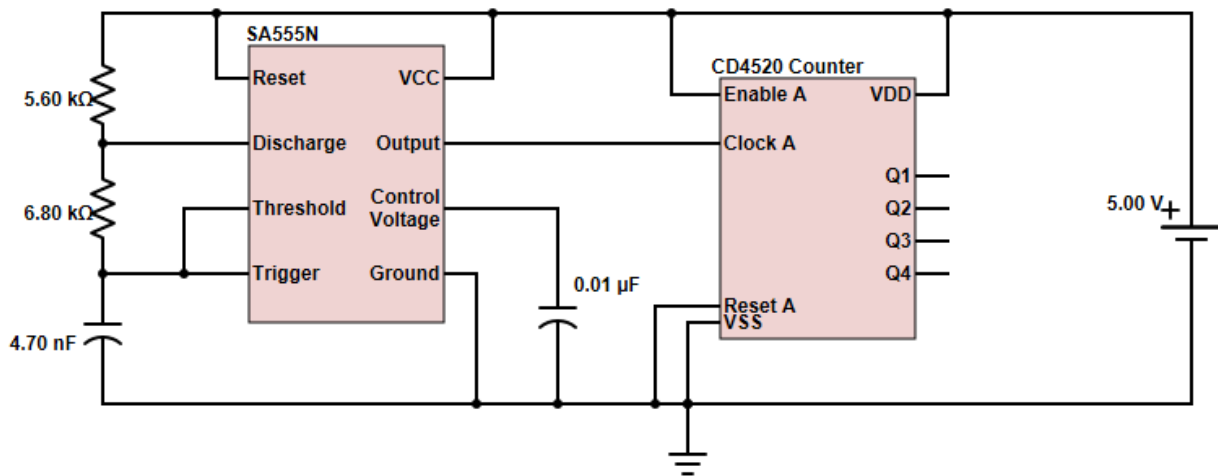 SA555N
CD4520 Counter
Reset
VCC
5.60 kΩ
Enable A
VDD
Discharge
Output
Clock A
Q1
Threshold
Control
Voltage
6.80 kΩ
Q2
5.00 V
+
Q3
Trigger
Ground
Q4
0.01 µF
Reset A
VSS
4.70 nF